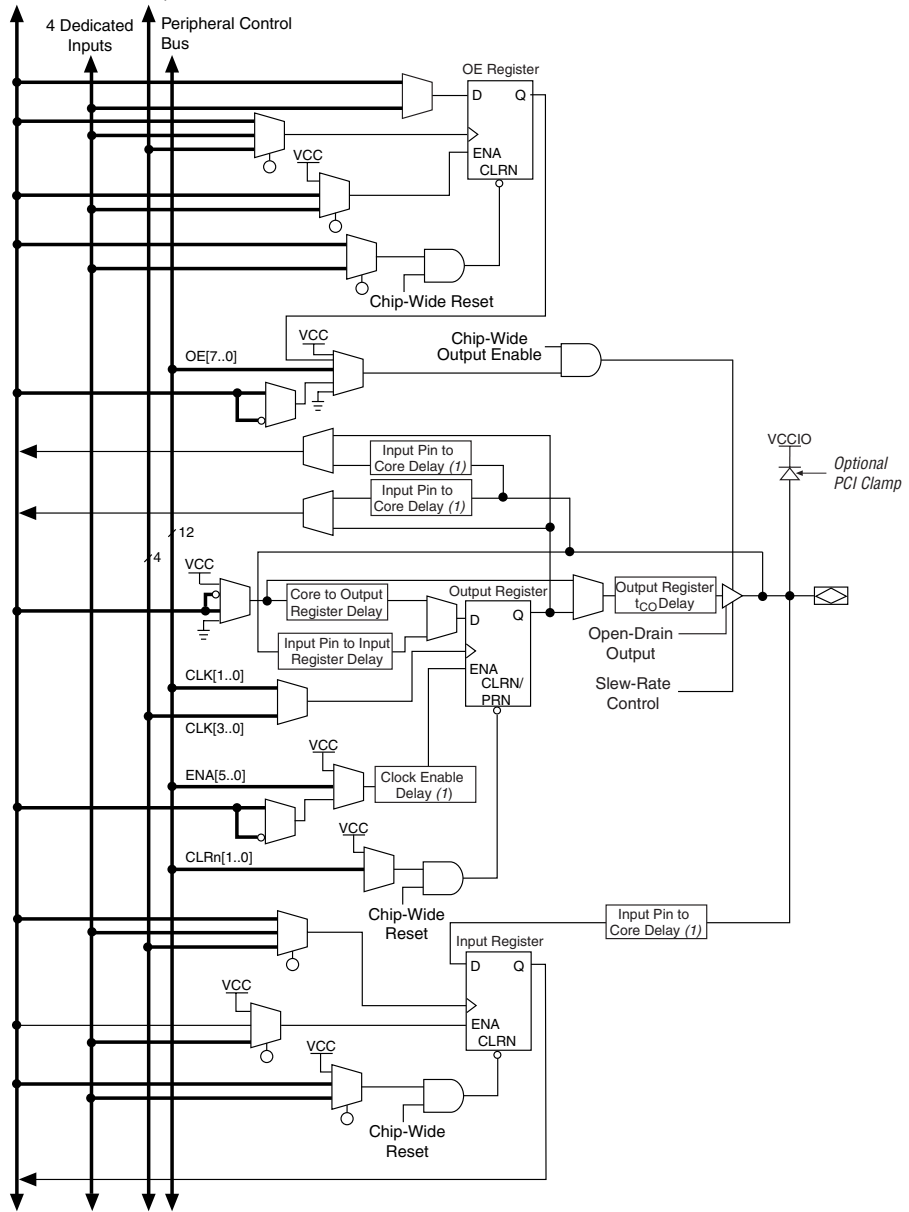 4 Dedicated
Inputs
Peripheral Control
Bus
OE Register
D Q
ENA
CLRN
VCC
Chip-Wide Reset
VCC
OE[7..0]
Chip-Wide
Output Enable
Input Pin to
Core Delay (1)
Input Pin to
Core Delay (1)
VCCIO
Optional
PCI Clamp
12
4
VCC
Core to Output
Register Delay
Output Register
D Q
ENA
CLRN/
PRN
Output Register
tCO Delay
Input Pin to Input
Register Delay
Open-Drain
Output
Slew-Rate
Control
CLK[1..0]
CLK[3..0]
VCC
ENA[5..0]
Clock Enable
Delay (1)
VCC
CLRn[1..0]
Chip-Wide
Reset
Input Pin to
Core Delay (1)
Input Register
D Q
ENA
CLRN
VCC
VCC
Chip-Wide
Reset